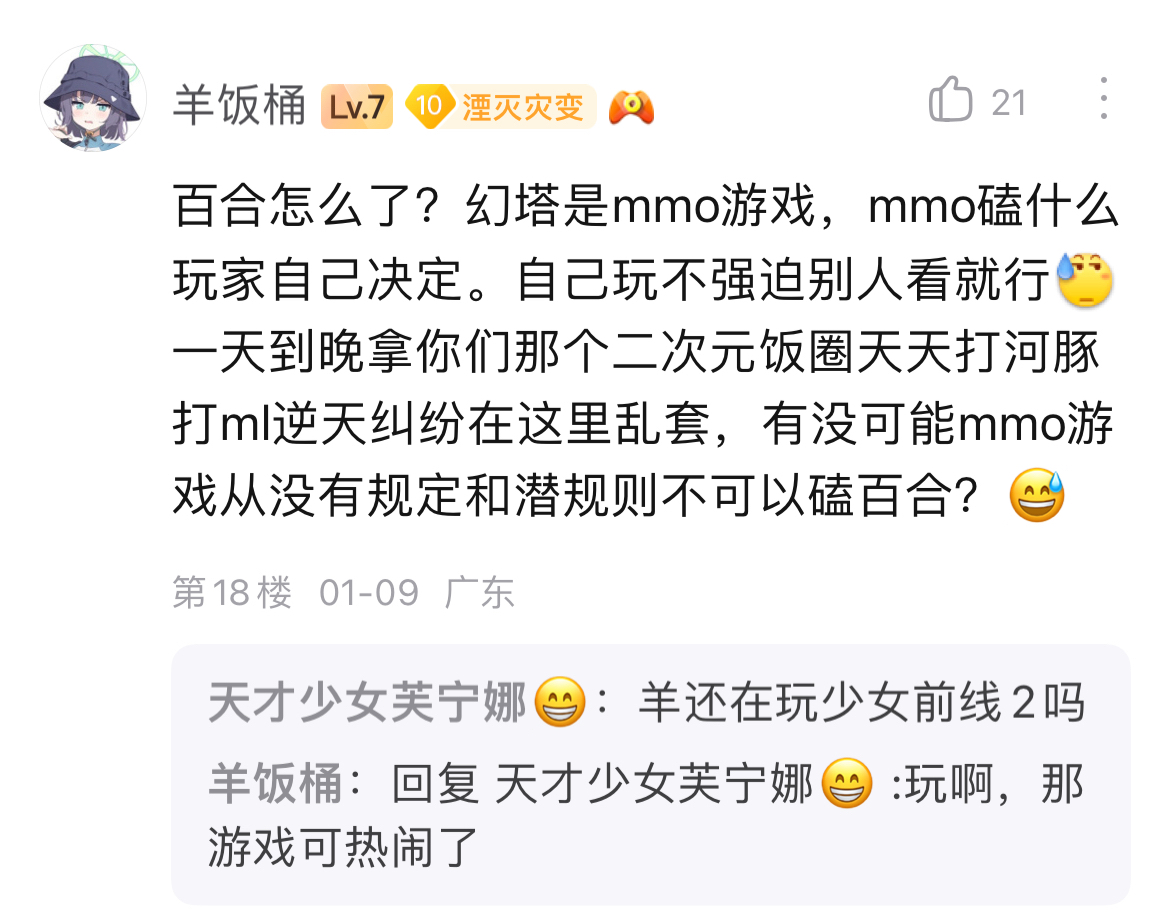 羊饭桶 Lv.7 10 湮灭灾变 21
百合怎么了？幻塔是mmo游戏，mmo磕什么
玩家自己决定。自己玩不强迫别人看就行
一天到晚拿你们那个二次元饭圈天天打河豚
打ml逆天纠纷在这里乱套，有没可能mmo游
戏从没有规定和潜规则不可以磕百合？😅
第18楼 01-09 广东
天才少女芙宁娜😁：羊还在玩少女前线2吗
羊饭桶：回复 天才少女芙宁娜😁 :玩啊，那
游戏可热闹了